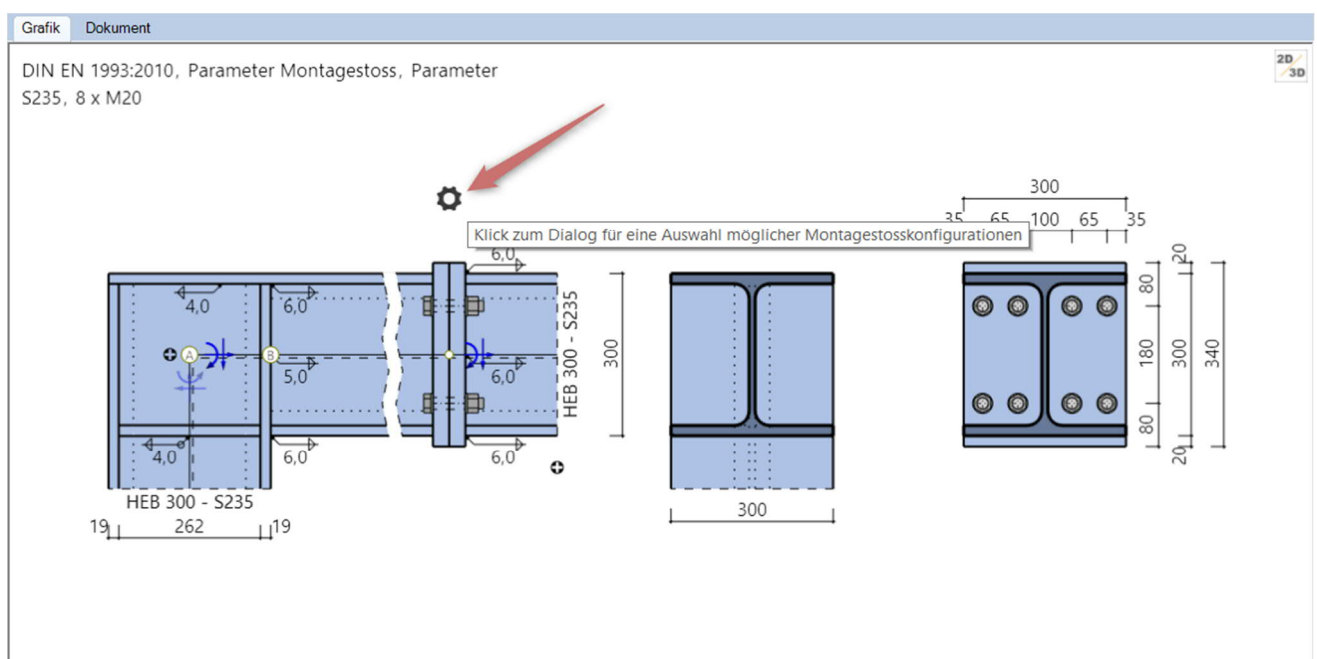 Grafik Dokument
DIN EN 1993:2010, Parameter Montagestoss, Parameter
S235, 8 x M20
2D/3D
Klick zum Dialog für eine Auswahl möglicher Montagestosskonfigurationen
6,0
4,0
6,0
A
B
5,0
6,0
4,0
6,0
6,0
HEB 300 - S235
HEB 300 - S235
19 262 19
300
300
300
35 65 100 65 35
20
80
180
80
20
300
340